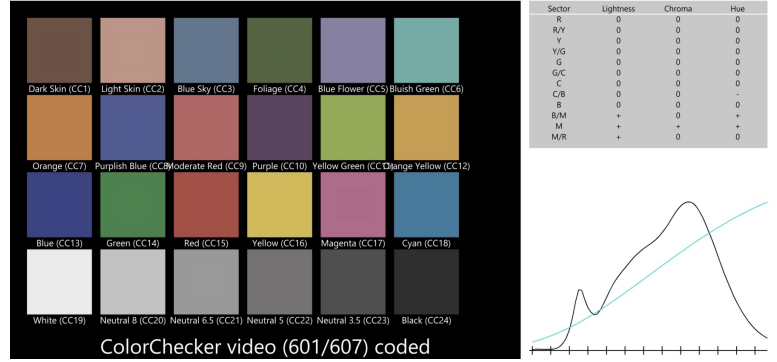 Dark Skin (CC1) Light Skin (CC2) Blue Sky (CC3) Foliage (CC4) Blue Flower (CC5) Bluish Green (CC6)
Orange (CC7) Purplish Blue (CC8) Moderate Red (CC9) Purple (CC10) Yellow Green (CC11) Orange Yellow (CC12)
Blue (CC13) Green (CC14) Red (CC15) Yellow (CC16) Magenta (CC17) Cyan (CC18)
White (CC19) Neutral 8 (CC20) Neutral 6.5 (CC21) Neutral 5 (CC22) Neutral 3.5 (CC23) Black (CC24)
ColorChecker video (601/607) coded
Sector Lightness Chroma Hue
R 0 0 0
R/Y 0 0 0
Y 0 0 0
Y/G 0 0 0
G 0 0 0
G/C 0 0 0
C 0 0 0
C/B 0 0 -
B 0 0 0
B/M + 0 +
M + + +
M/R + 0 0